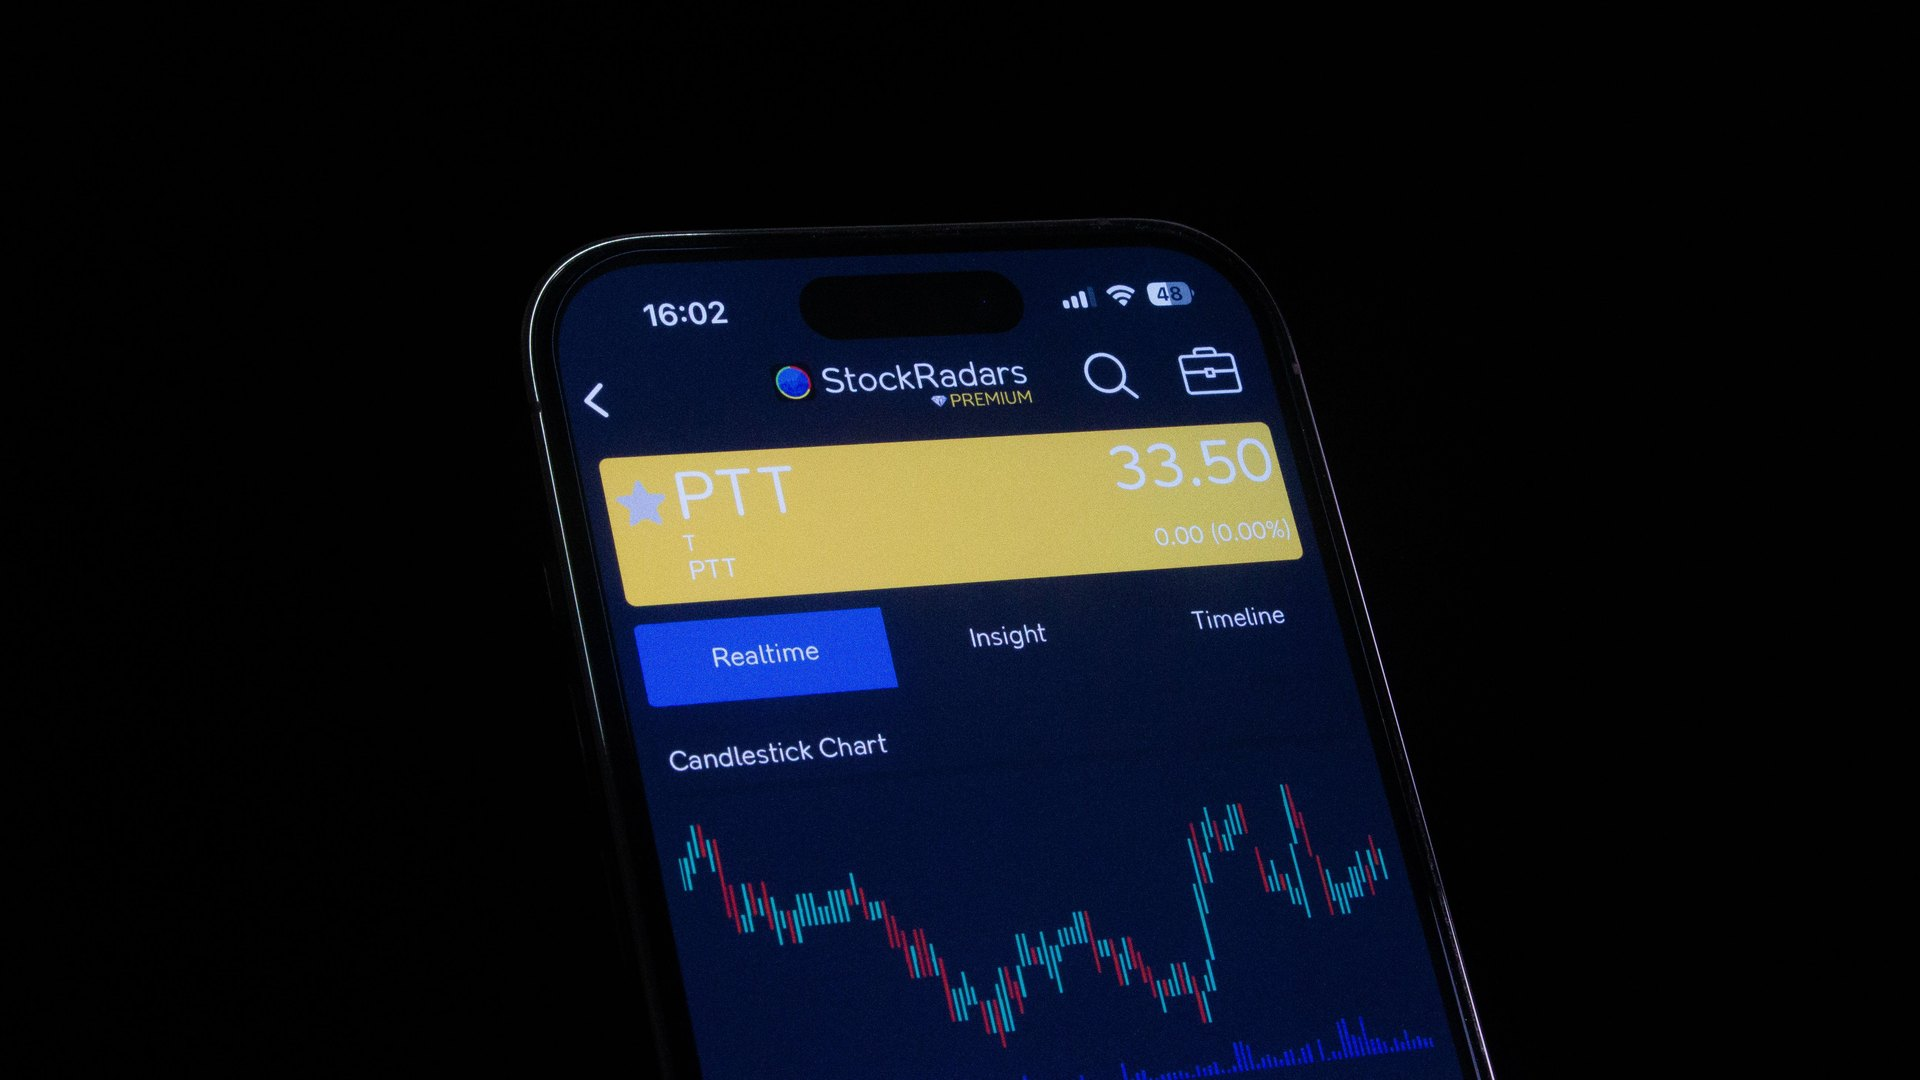 16:02
48
StockRadars
PREMIUM
PTT
33.50
T
0.00 (0.00%)
PTT
Realtime
Insight
Timeline
Candlestick Chart